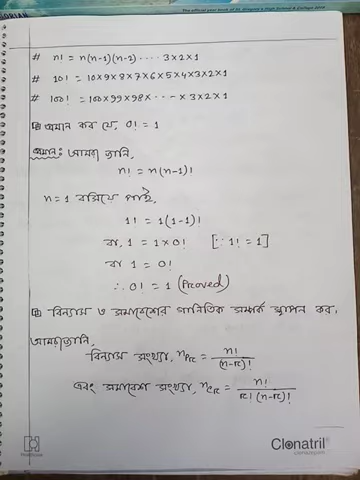 # n! = n(n-1)(n-2) ..... 3×2×1
# 10! = 10×9×8×7×6×5×4×3×2×1
# 100! = 100×99×98× ... - ×3×2×1
প্রমান কর যে, 0! = 1
প্রমান: আমরা জানি,
n! = n(n-1)!
n = 1 বসিয়ে পাই,
1! = 1(1-1)!
বা, 1 = 1×0! [∵ 1! = 1]
বা 1 = 0!
∴ 0! = 1 (Proved)
বিন্যাস ও সমাবেশের গানিতিক সম্পর্ক স্থাপন কর।
আমরা জানি,
বিন্যাস সংখ্যা, nPr = n! / (n-r)!
এবং সমাবেশ সংখ্যা, nCr = n! / r! (n-r)!
Clonatril